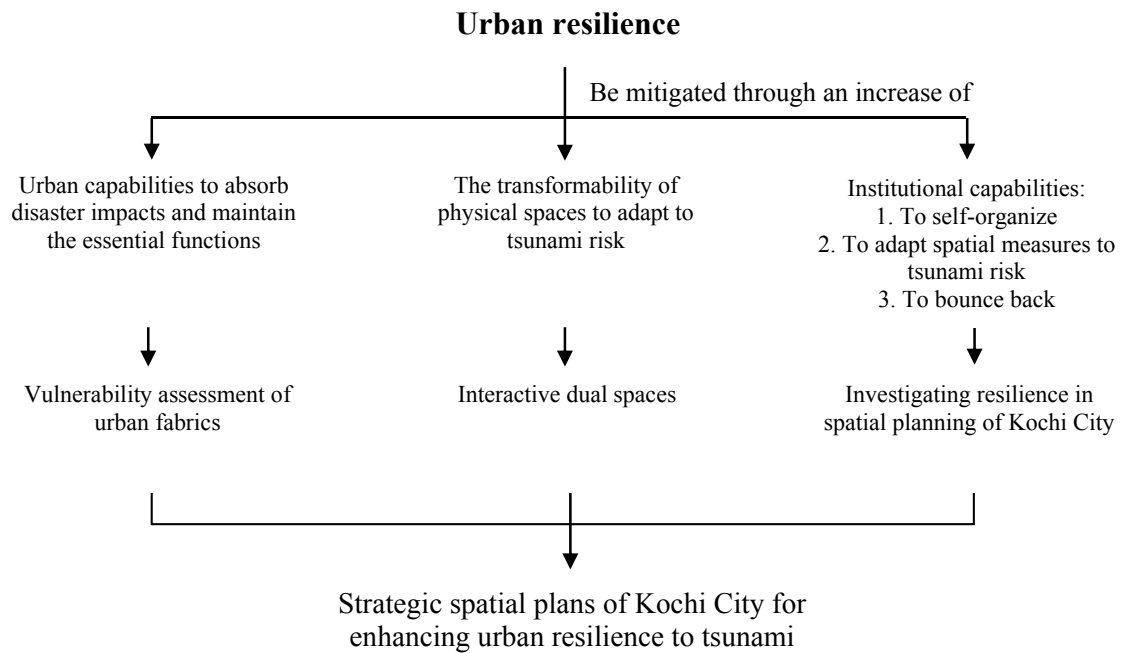 Urban resilience
Be mitigated through an increase of
Urban capabilities to absorb
disaster impacts and maintain
the essential functions
The transformability of
physical spaces to adapt to
tsunami risk
Institutional capabilities:
1. To self-organize
2. To adapt spatial measures to
tsunami risk
3. To bounce back
Vulnerability assessment of
urban fabrics
Interactive dual spaces
Investigating resilience in
spatial planning of Kochi City
Strategic spatial plans of Kochi City for
enhancing urban resilience to tsunami